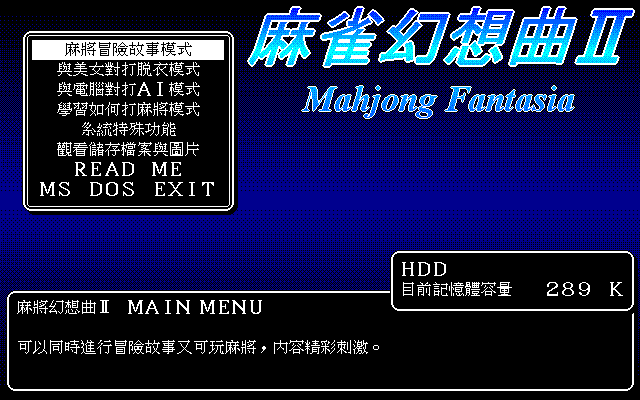 麻雀幻想曲Ⅱ
Mahjong Fantasia
麻將冒險故事模式
與美女對打脱衣模式
與電腦對打AI模式
學習如何打麻將模式
系統特殊功能
觀看儲存檔案與圖片
READ ME
MS DOS EXIT
HDD
目前記憶體容量 289 K
麻將幻想曲Ⅱ MAIN MENU
可以同時進行冒險故事又可玩麻將，內容精彩刺激。